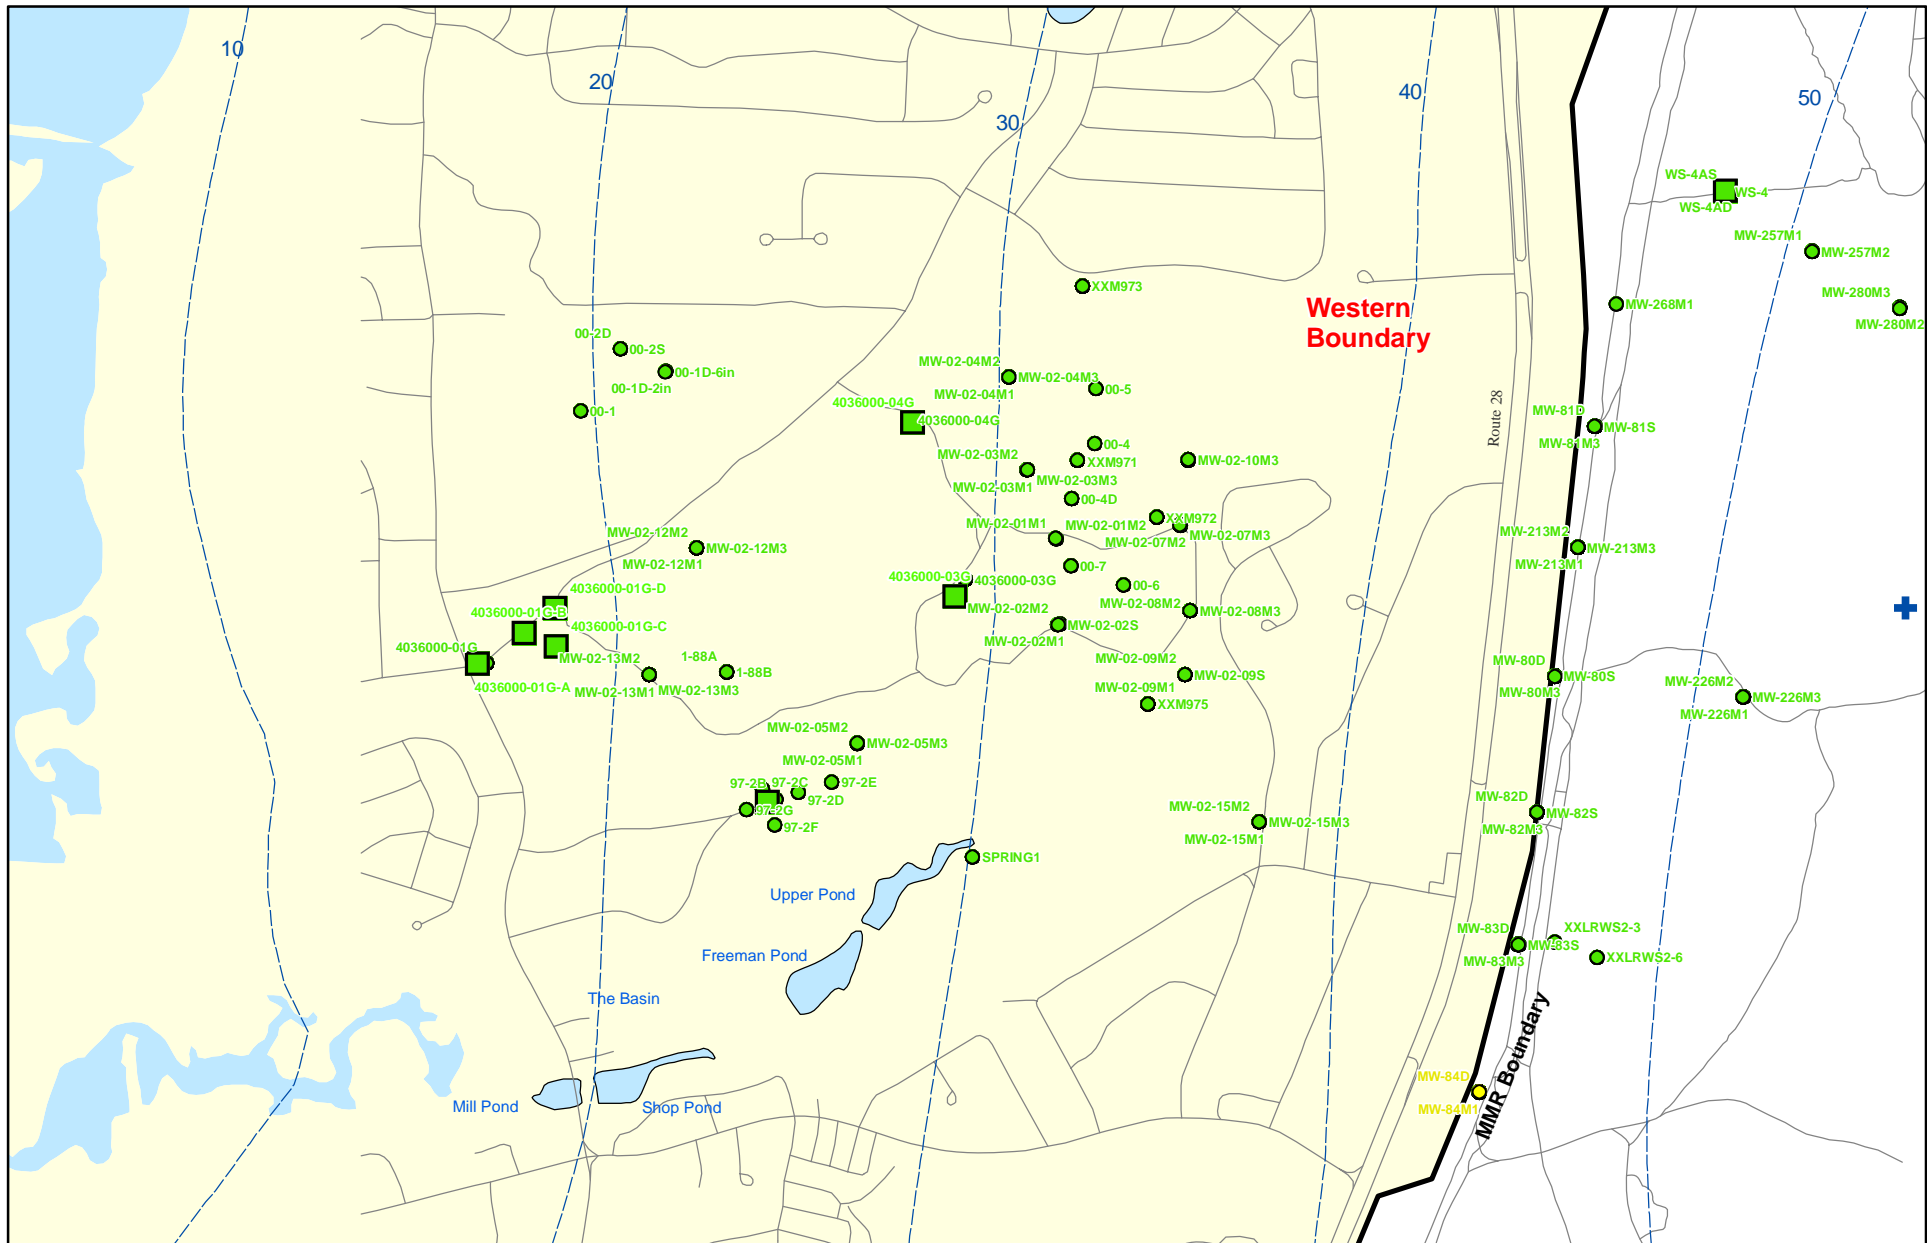 10
20
30
40
50
WS-4AS
WS-4
WS-4AD
MW-257M1
MW-257M2
MW-280M3
MW-280M2
MW-268M1
XXM973
Western
Boundary
00-2D
00-2S
00-1D-6in
00-1D-2in
00-1
MW-02-04M2
MW-02-04M3
MW-02-04M1
00-5
4036000-04G
4036000-04G
Route 28
MW-81D
MW-81S
MW-81M3
00-4
MW-02-03M2
XXM971
MW-02-10M3
MW-02-03M3
MW-02-03M1
00-4D
MW-02-01M1
MW-02-01M2
XXM972
MW-02-07M3
MW-02-07M2
MW-213M2
MW-213M3
MW-213M1
MW-02-12M2
MW-02-12M3
MW-02-12M1
00-7
4036000-03G
4036000-03G
00-6
MW-02-08M2
MW-02-08M3
MW-02-02M2
MW-02-02S
MW-02-02M1
4036000-01G-D
4036000-01G-B
4036000-01G-C
4036000-01G
4036000-01G-A
MW-02-13M2
MW-02-13M1
MW-02-13M3
1-88A
1-88B
MW-02-09M2
MW-02-09S
MW-02-09M1
XXM975
MW-80D
MW-80S
MW-80M3
MW-226M2
MW-226M3
MW-226M1
MW-02-05M2
MW-02-05M3
MW-02-05M1
97-2B
97-2C
97-2E
97-2D
97-2G
97-2F
MW-02-15M2
MW-02-15M3
MW-02-15M1
MW-82D
MW-82S
MW-82M3
SPRING1
Upper Pond
Freeman Pond
The Basin
MW-83D
MW-83S
MW-83M3
XXLRWS2-3
XXLRWS2-6
MMR Boundary
MW-84D
MW-84M1
Mill Pond
Shop Pond